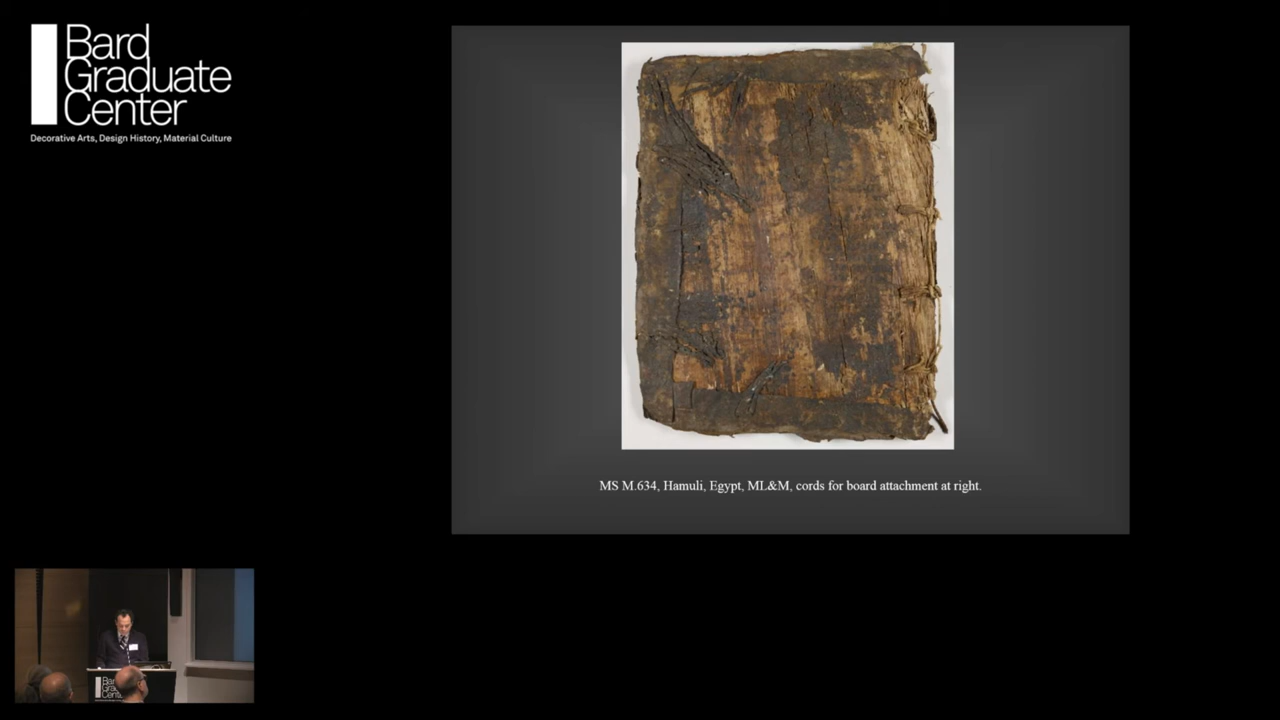 Bard
Graduate
Center
Decorative Arts, Design History, Material Culture
MS M.634, Hamuli, Egypt, ML&M, cords for board attachment at right.
Bard